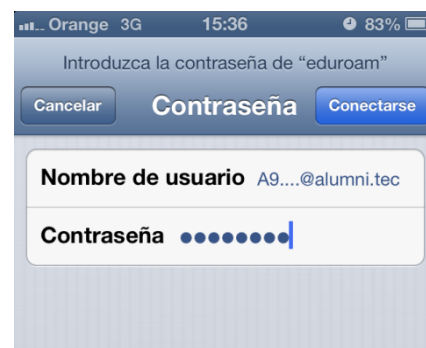 Orange 3G 15:36 83%
Introduzca la contraseña de “eduroam”
Cancelar Contraseña Conectarse
Nombre de usuario A9....@alumni.tec
Contraseña ●●●●●●●●